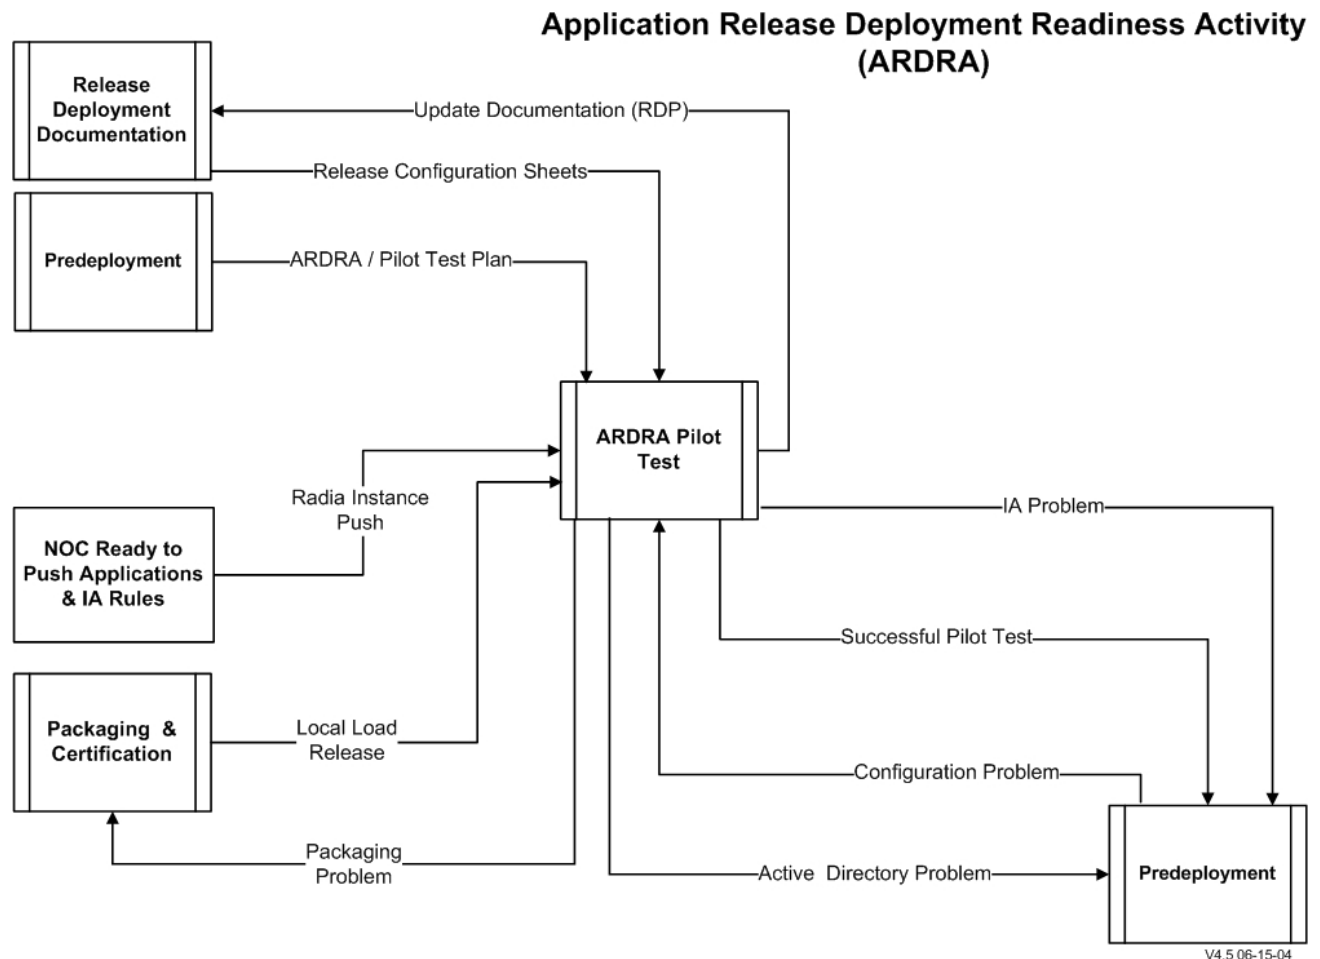 Application Release Deployment Readiness Activity
(ARDRA)
Release
Deployment
Documentation
Update Documentation (RDP)
Release Configuration Sheets
Predeployment
ARDRA / Pilot Test Plan
ARDRA Pilot
Test
Radia Instance
Push
IA Problem
NOC Ready to
Push Applications
& IA Rules
Successful Pilot Test
Packaging &
Certification
Local Load
Release
Configuration Problem
Packaging
Problem
Active Directory Problem
Predeployment
V4.5 06-15-04